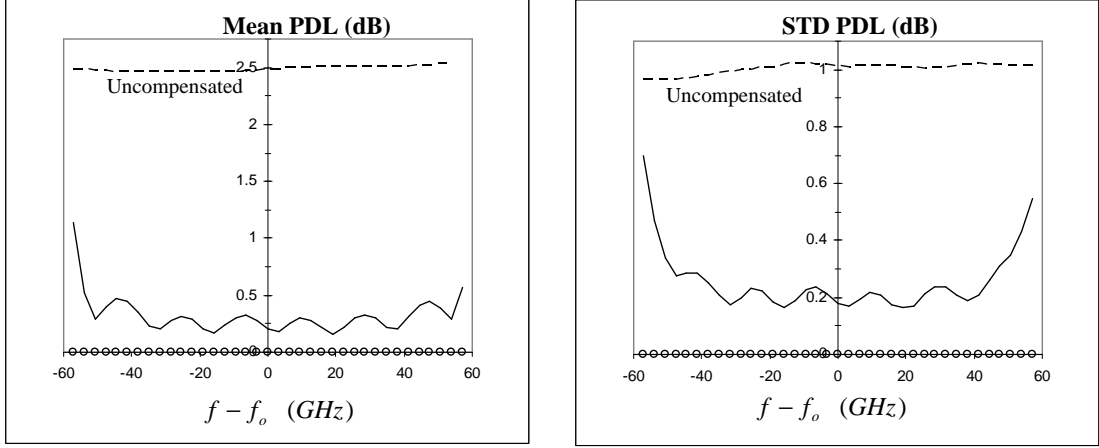 Mean PDL (dB)
2.5
Uncompensated
2
1.5
1
0.5
0
-60 -40 -20 0 20 40 60
f − fₒ (GHz)
STD PDL (dB)
1
Uncompensated
0.8
0.6
0.4
0.2
0
-60 -40 -20 0 20 40 60
f − fₒ (GHz)